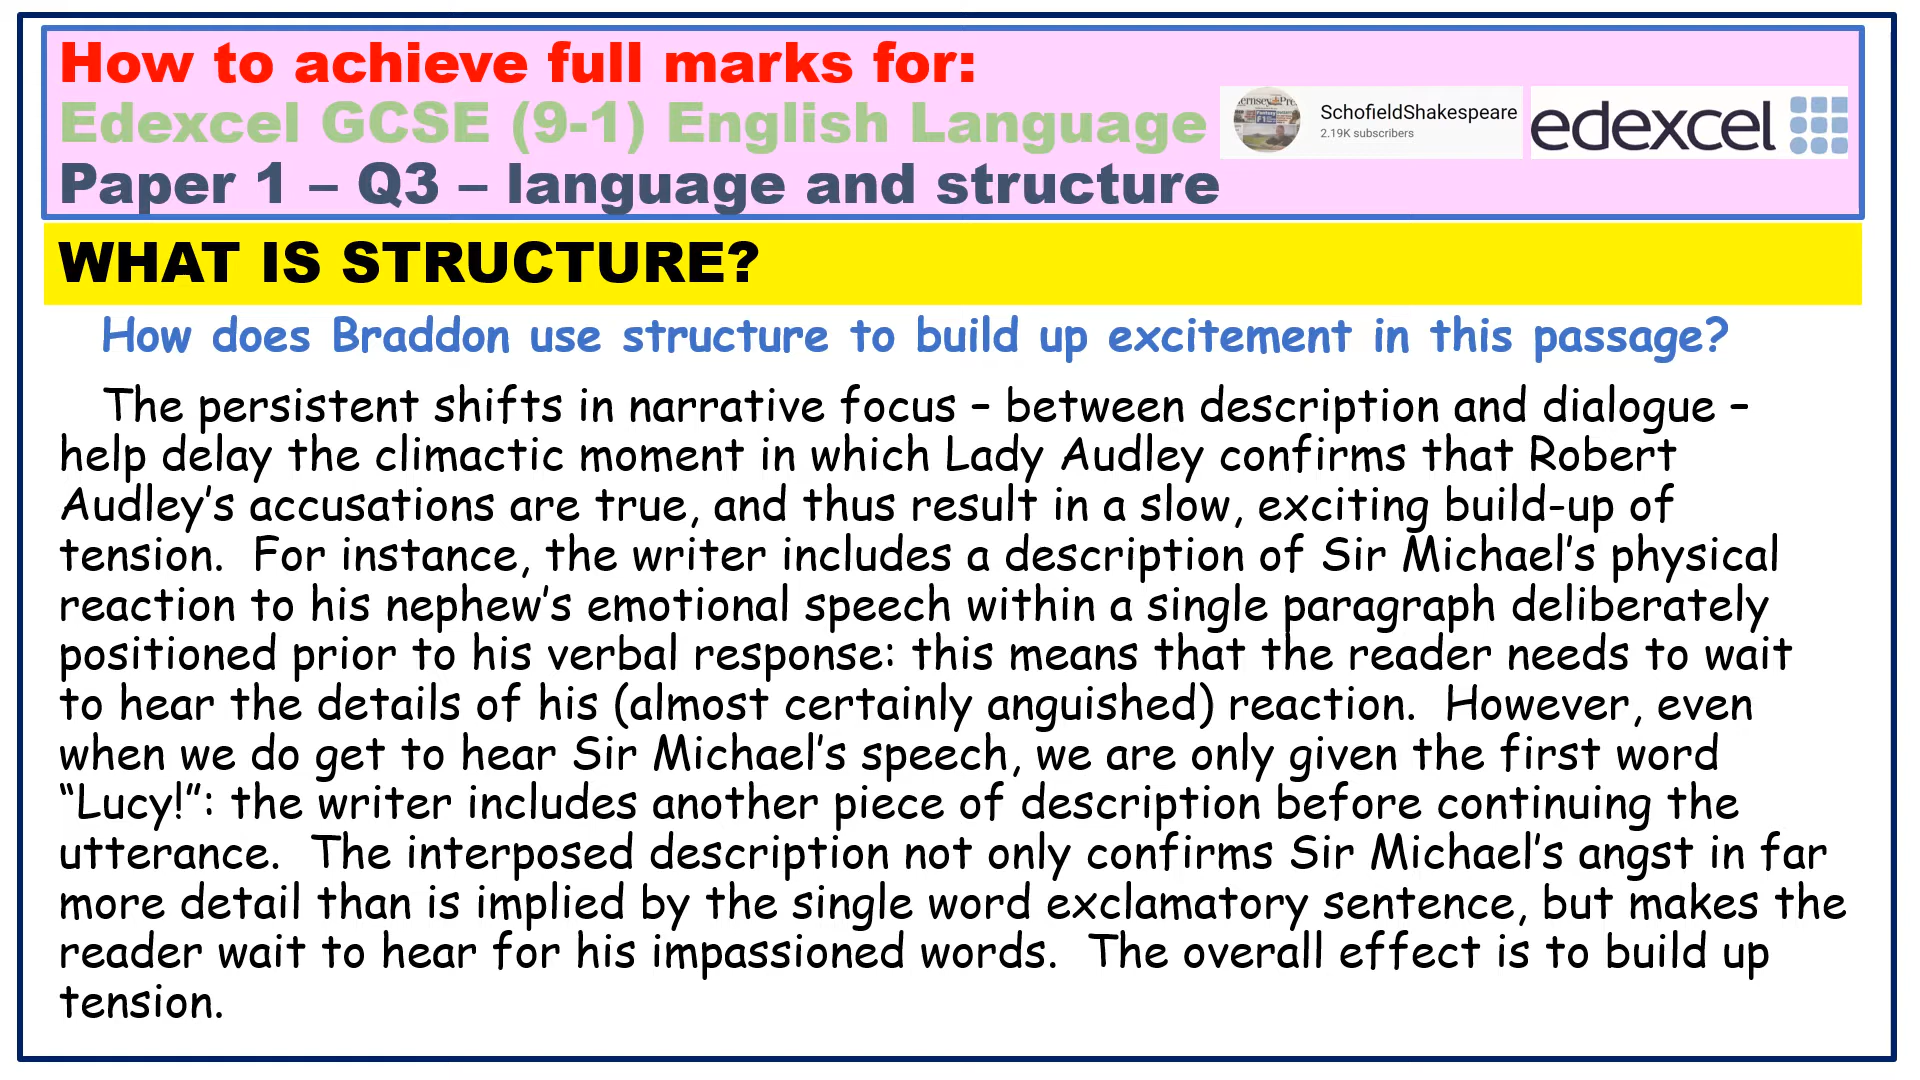 How to achieve full marks for:
Edexcel GCSE (9-1) English Language
SchofieldShakespeare
2.19K subscribers
edexcel
Paper 1 – Q3 – language and structure
WHAT IS STRUCTURE?
How does Braddon use structure to build up excitement in this passage?
The persistent shifts in narrative focus – between description and dialogue –
help delay the climactic moment in which Lady Audley confirms that Robert
Audley’s accusations are true, and thus result in a slow, exciting build-up of
tension. For instance, the writer includes a description of Sir Michael’s physical
reaction to his nephew’s emotional speech within a single paragraph deliberately
positioned prior to his verbal response: this means that the reader needs to wait
to hear the details of his (almost certainly anguished) reaction. However, even
when we do get to hear Sir Michael’s speech, we are only given the first word
“Lucy!”: the writer includes another piece of description before continuing the
utterance. The interposed description not only confirms Sir Michael’s angst in far
more detail than is implied by the single word exclamatory sentence, but makes the
reader wait to hear for his impassioned words. The overall effect is to build up
tension.